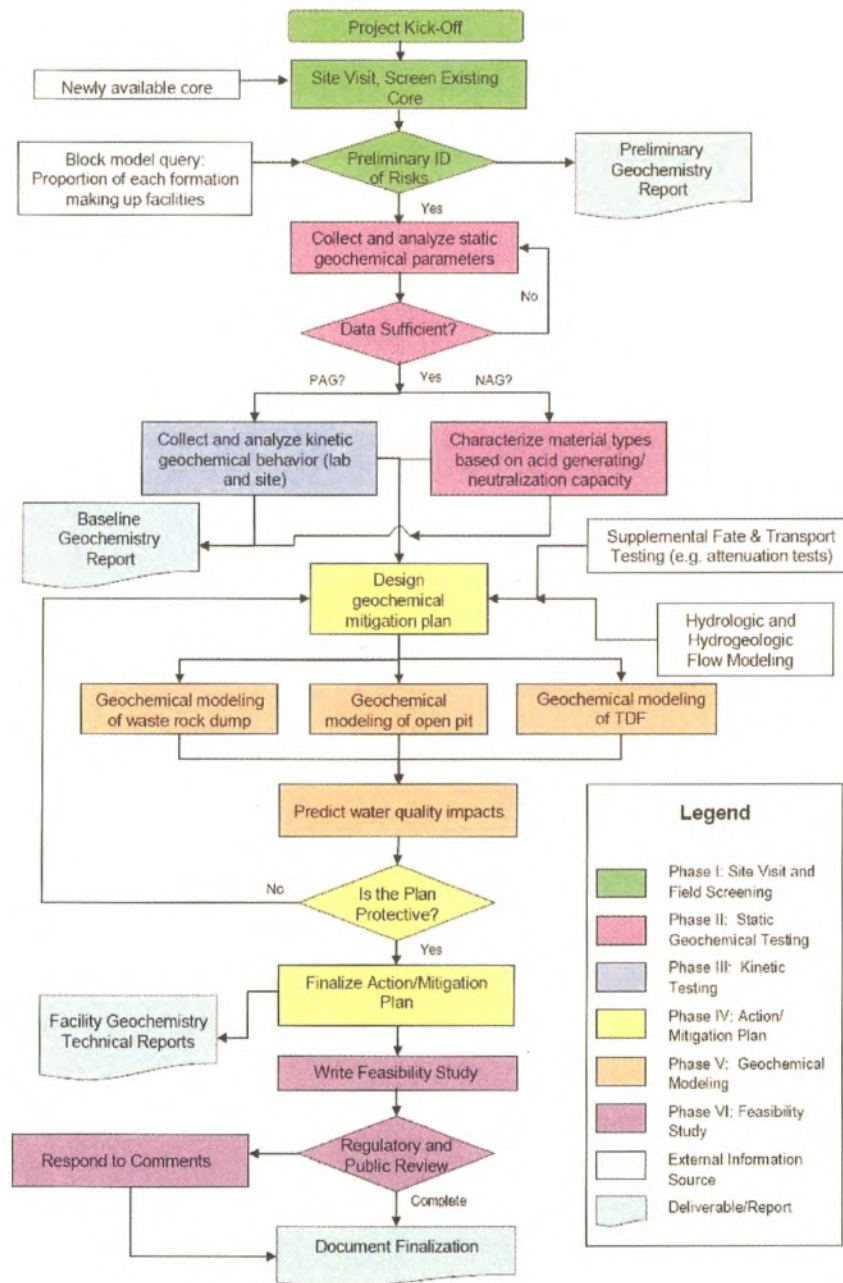 Project Kick-Off
Newly available core
Site Visit, Screen Existing
Core
Block model query:
Proportion of each formation
making up facilities
Preliminary ID
of Risks
Preliminary
Geochemistry
Report
Yes
Collect and analyze static
geochemical parameters
No
Data Sufficient?
PAG?
Yes
NAG?
Collect and analyze kinetic
geochemical behavior (lab
and site)
Characterize material types
based on acid generating/
neutralization capacity
Baseline
Geochemistry
Report
Supplemental Fate & Transport
Testing (e.g. attenuation tests)
Design
geochemical
mitigation plan
Hydrologic and
Hydrogeologic
Flow Modeling
Geochemical modeling
of waste rock dump
Geochemical
modeling of open pit
Geochemical modeling
of TDF
Predict water quality impacts
No
Is the Plan
Protective?
Yes
Finalize Action/Mitigation
Plan
Facility Geochemistry
Technical Reports
Write Feasibility Study
Respond to Comments
Regulatory and
Public Review
Complete
Document Finalization
Legend
Phase I: Site Visit and
Field Screening
Phase II: Static
Geochemical Testing
Phase III: Kinetic
Testing
Phase IV: Action/
Mitigation Plan
Phase V: Geochemical
Modeling
Phase VI: Feasibility
Study
External Information
Source
Deliverable/Report